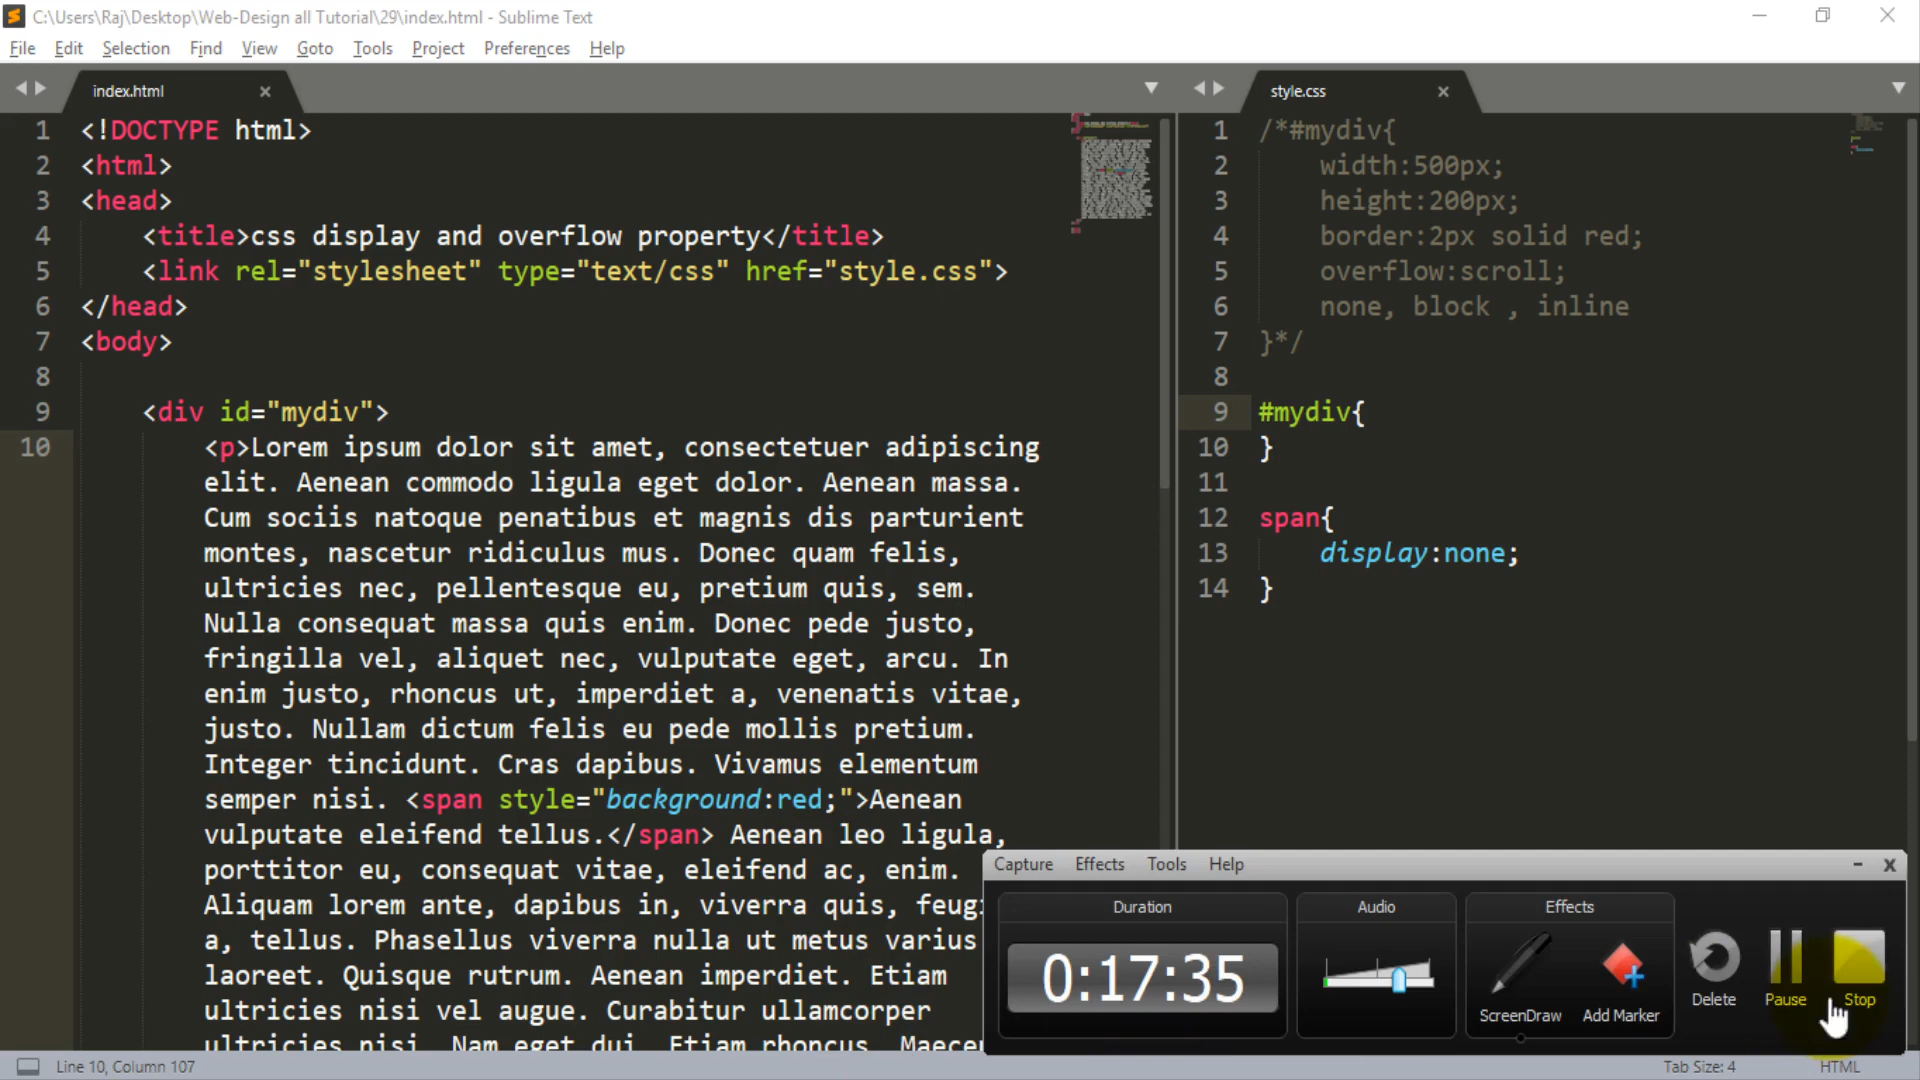 C:\Users\Raj\Desktop\Web-Design all Tutorial\29\index.html - Sublime Text
File Edit Selection Find View Goto Tools Project Preferences Help
index.html
1 <!DOCTYPE html>
2 <html>
3 <head>
4 <title>css display and overflow property</title>
5 <link rel="stylesheet" type="text/css" href="style.css">
6 </head>
7 <body>
8
9 <div id="mydiv">
10 <p>Lorem ipsum dolor sit amet, consectetuer adipiscing
elit. Aenean commodo ligula eget dolor. Aenean massa.
Cum sociis natoque penatibus et magnis dis parturient
montes, nascetur ridiculus mus. Donec quam felis,
ultricies nec, pellentesque eu, pretium quis, sem.
Nulla consequat massa quis enim. Donec pede justo,
fringilla vel, aliquet nec, vulputate eget, arcu. In
enim justo, rhoncus ut, imperdiet a, venenatis vitae,
justo. Nullam dictum felis eu pede mollis pretium.
Integer tincidunt. Cras dapibus. Vivamus elementum
semper nisi. <span style="background:red;">Aenean
vulputate eleifend tellus.</span> Aenean leo ligula,
porttitor eu, consequat vitae, eleifend ac, enim.
Aliquam lorem ante, dapibus in, viverra quis,
a, tellus. Phasellus viverra nulla ut metus varius
laoreet. Quisque rutrum. Aenean imperdiet. Etiam
ultricies nisi vel augue. Curabitur ullamcorper
ultricies nisi. Nam eget dui. Etiam rhoncus.
style.css
1 /*#mydiv{
2 width:500px;
3 height:200px;
4 border:2px solid red;
5 overflow:scroll;
6 none, block , inline
7 }*/
8
9 #mydiv{
10 }
11
12 span{
13 display:none;
14 }
Capture Effects Tools Help
Duration
0:17:35
Audio
Effects
ScreenDraw
Add Marker
Delete
Pause
Stop
Line 10, Column 107
Tab Size: 4
HTML